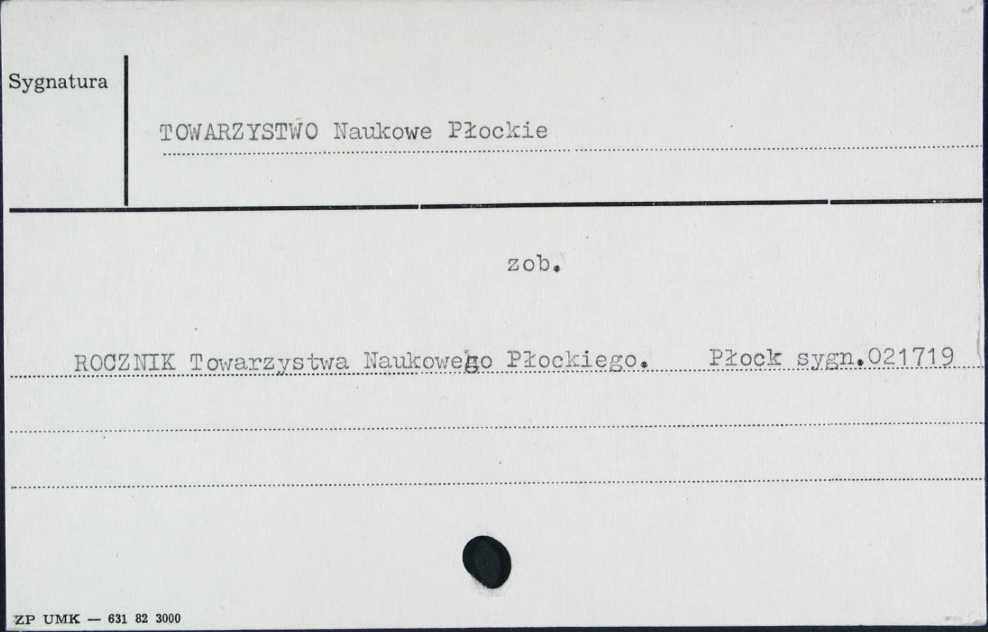 Sygnatura
TOWARZYSTWO Naukowe Płockie
zob.
ROCZNIK Towarzystwa Naukowego Płockiego. Płock sygn.021719
ZP UMK — 631 82 3000